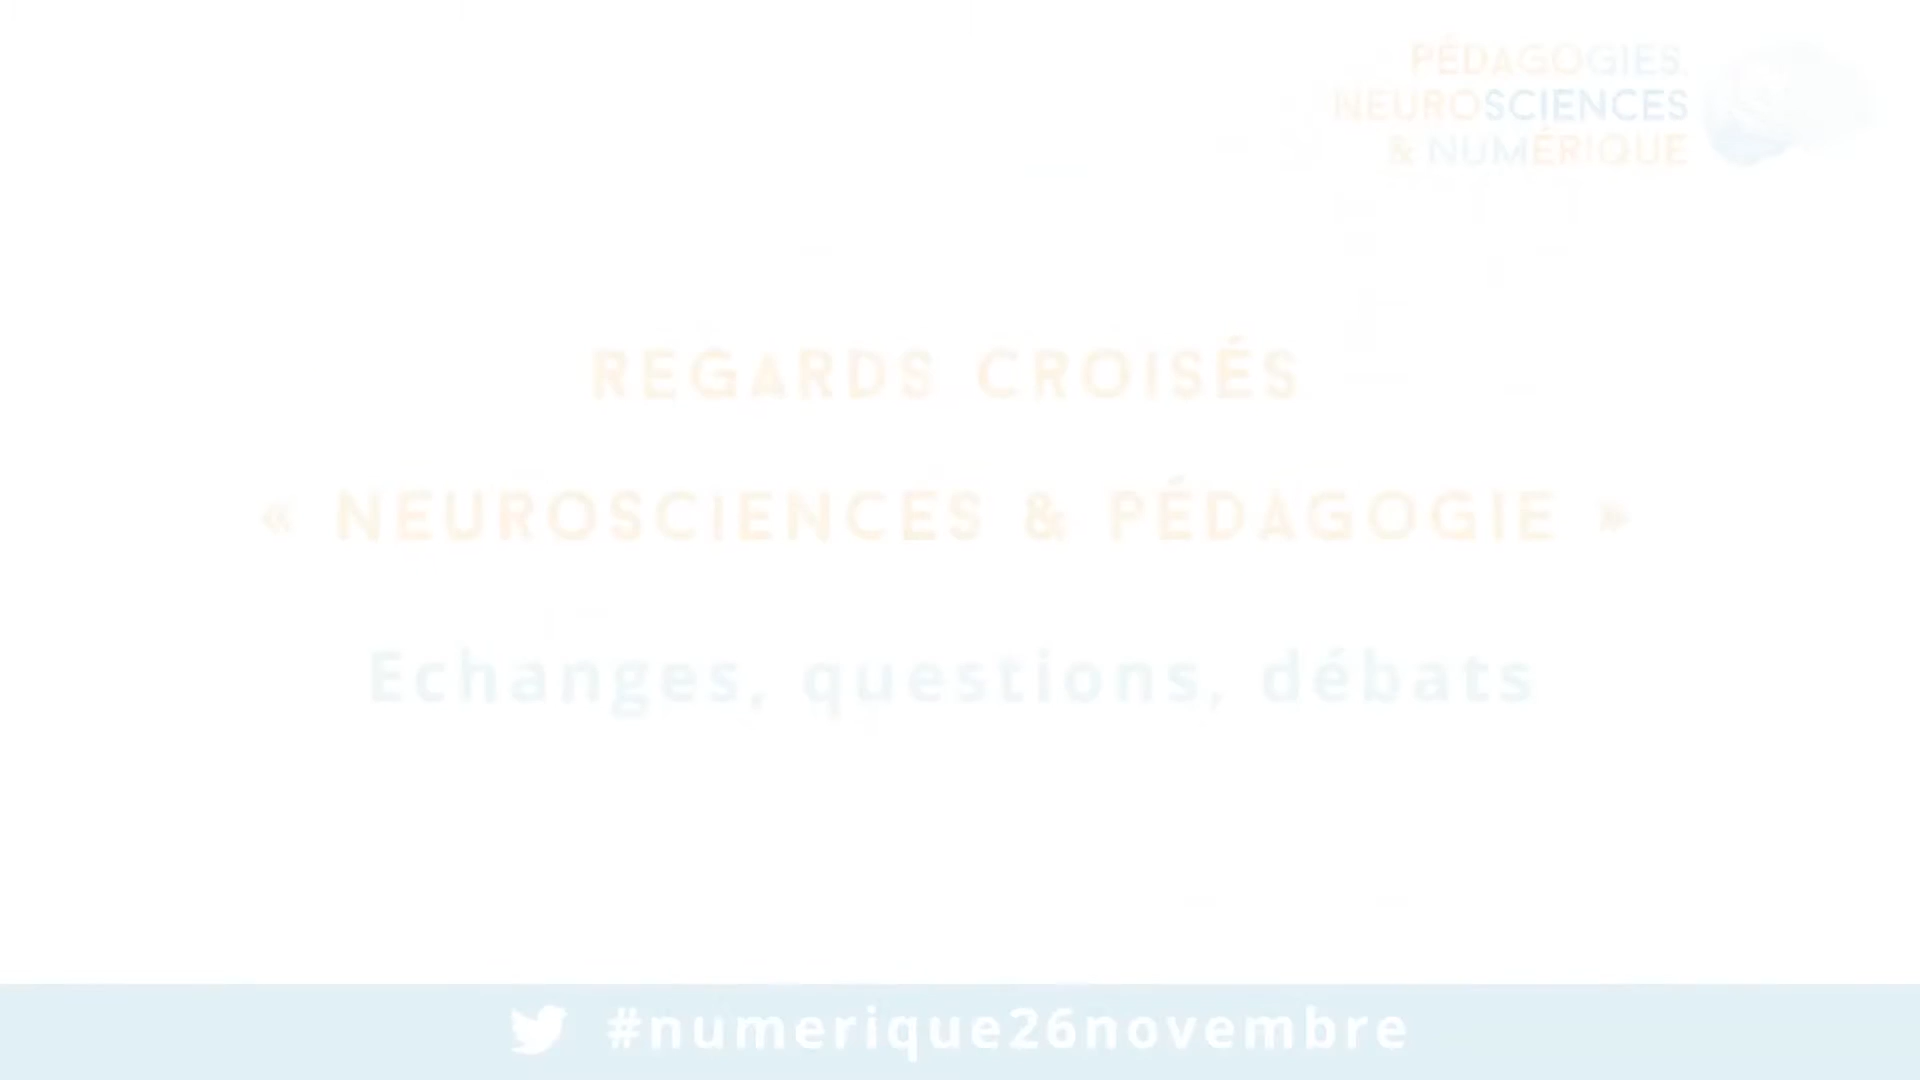 PÉDAGOGIES,
NEUROSCIENCES
& NUMÉRIQUE
REGARDS CROISÉS
« NEUROSCIENCES & PÉDAGOGIE »
Echanges, questions, débats
#numerique26novembre